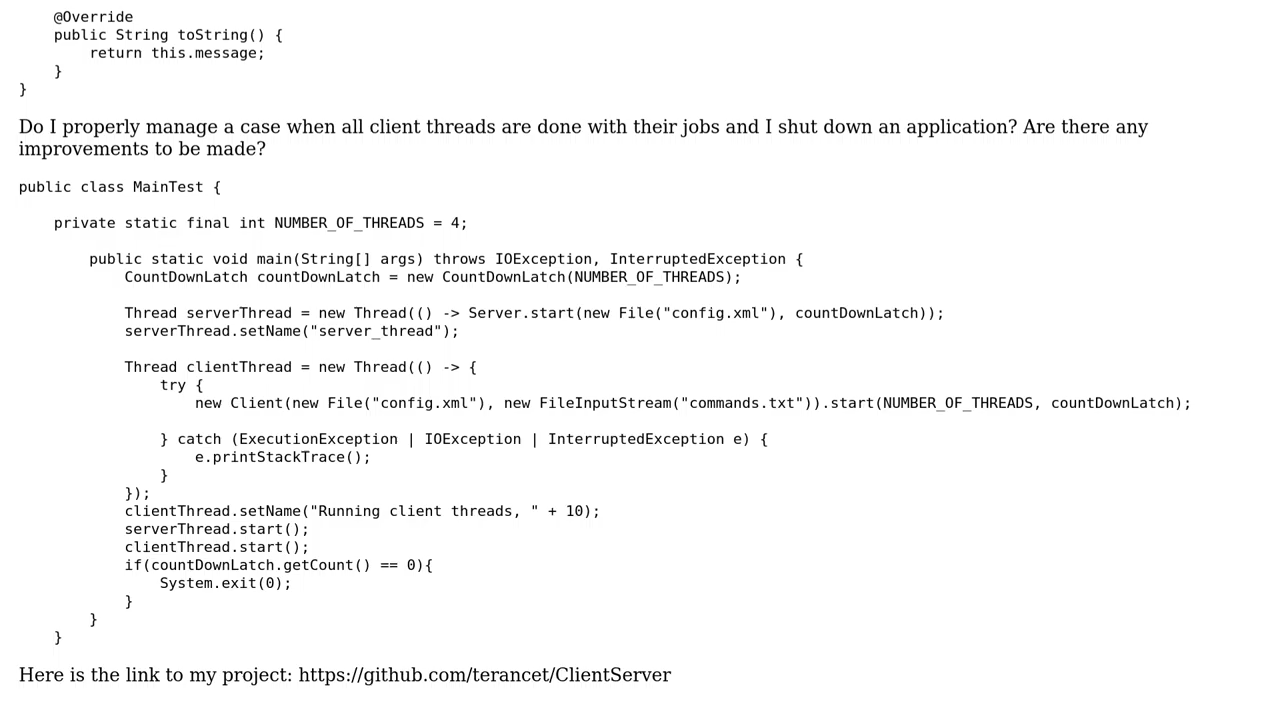 @Override
    public String toString() {
        return this.message;
    }
}
Do I properly manage a case when all client threads are done with their jobs and I shut down an application? Are there any
improvements to be made?
public class MainTest {
    private static final int NUMBER_OF_THREADS = 4;
        public static void main(String[] args) throws IOException, InterruptedException {
            CountDownLatch countDownLatch = new CountDownLatch(NUMBER_OF_THREADS);
            Thread serverThread = new Thread(() -> Server.start(new File("config.xml"), countDownLatch));
            serverThread.setName("server_thread");
            Thread clientThread = new Thread(() -> {
                try {
                    new Client(new File("config.xml"), new FileInputStream("commands.txt")).start(NUMBER_OF_THREADS, countDownLatch);
                } catch (ExecutionException | IOException | InterruptedException e) {
                    e.printStackTrace();
                }
            });
            clientThread.setName("Running client threads, " + 10);
            serverThread.start();
            clientThread.start();
            if(countDownLatch.getCount() == 0){
                System.exit(0);
            }
        }
    }
Here is the link to my project: https://github.com/terancet/ClientServer